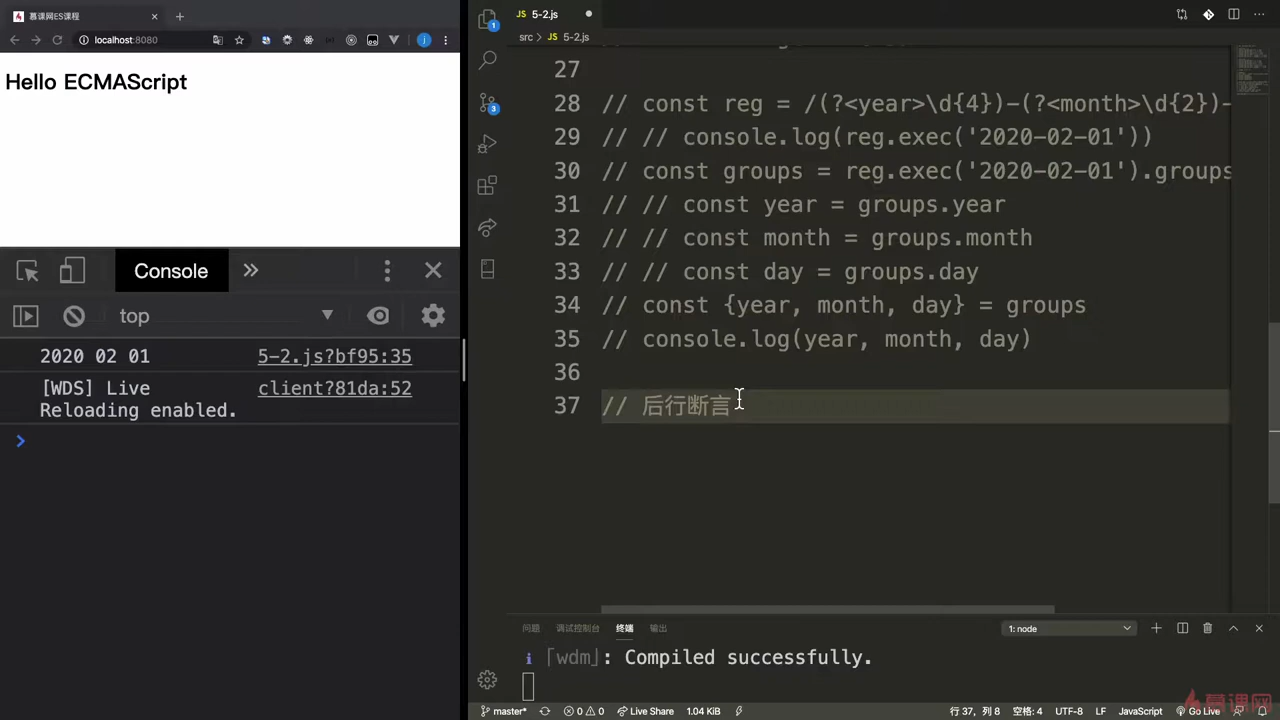 慕课网ES课程
localhost:8080
Hello ECMAScript
Console
top
2020 02 01 5-2.js?bf95:35
[WDS] Live client?81da:52
Reloading enabled.
5-2.js
src > 5-2.js
27
28 // const reg = /(?<year>\d{4})-(?<month>\d{2})-
29 // // console.log(reg.exec('2020-02-01'))
30 // const groups = reg.exec('2020-02-01').groups
31 // // const year = groups.year
32 // // const month = groups.month
33 // // const day = groups.day
34 // const {year, month, day} = groups
35 // console.log(year, month, day)
36
37 // 后行断言
问题 调试控制台 终端 输出 1: node
i 「wdm」: Compiled successfully.
master* 0 0 Live Share 1.04 KiB 行 37, 列 8 空格: 4 UTF-8 LF JavaScript Go Live
慕课网